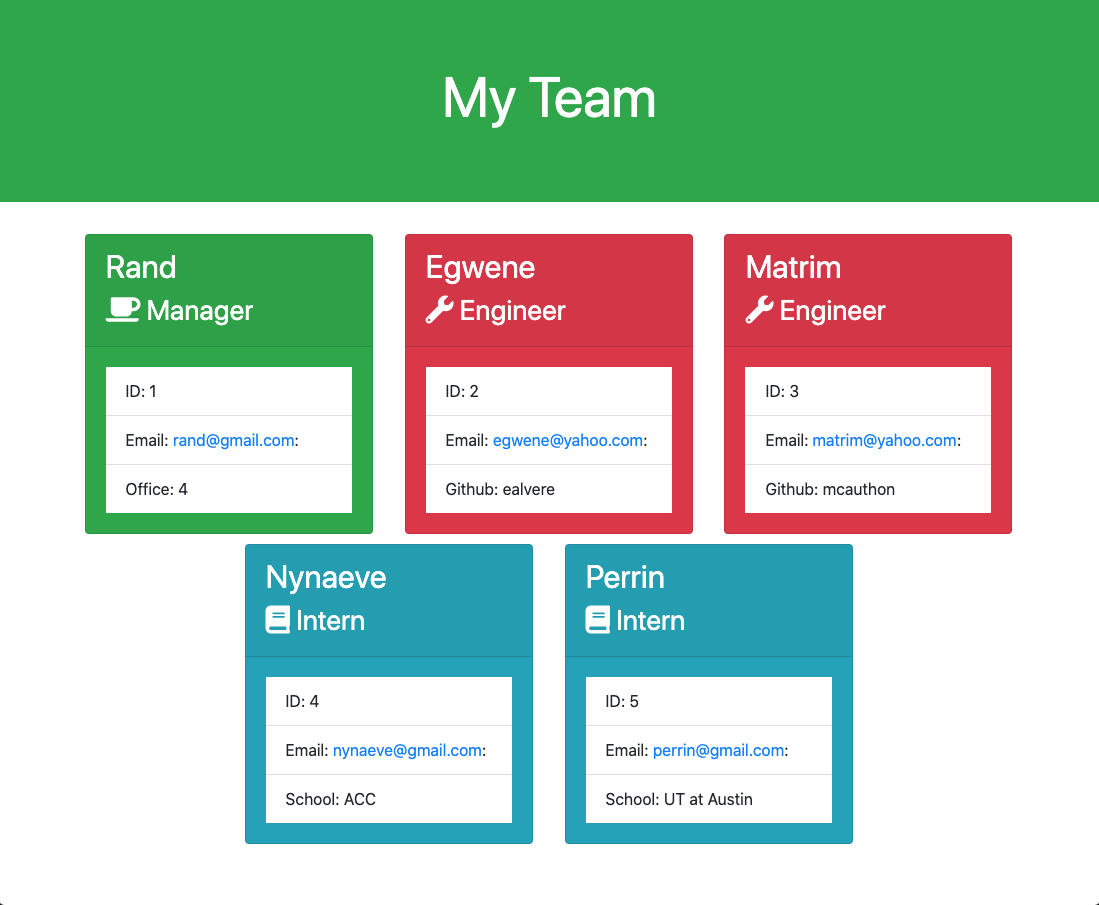 My Team
Rand
Manager
ID: 1
Email: rand@gmail.com:
Office: 4
Egwene
Engineer
ID: 2
Email: egwene@yahoo.com:
Github: ealvere
Matrim
Engineer
ID: 3
Email: matrim@yahoo.com:
Github: mcauthon
Nynaeve
Intern
ID: 4
Email: nynaeve@gmail.com:
School: ACC
Perrin
Intern
ID: 5
Email: perrin@gmail.com:
School: UT at Austin